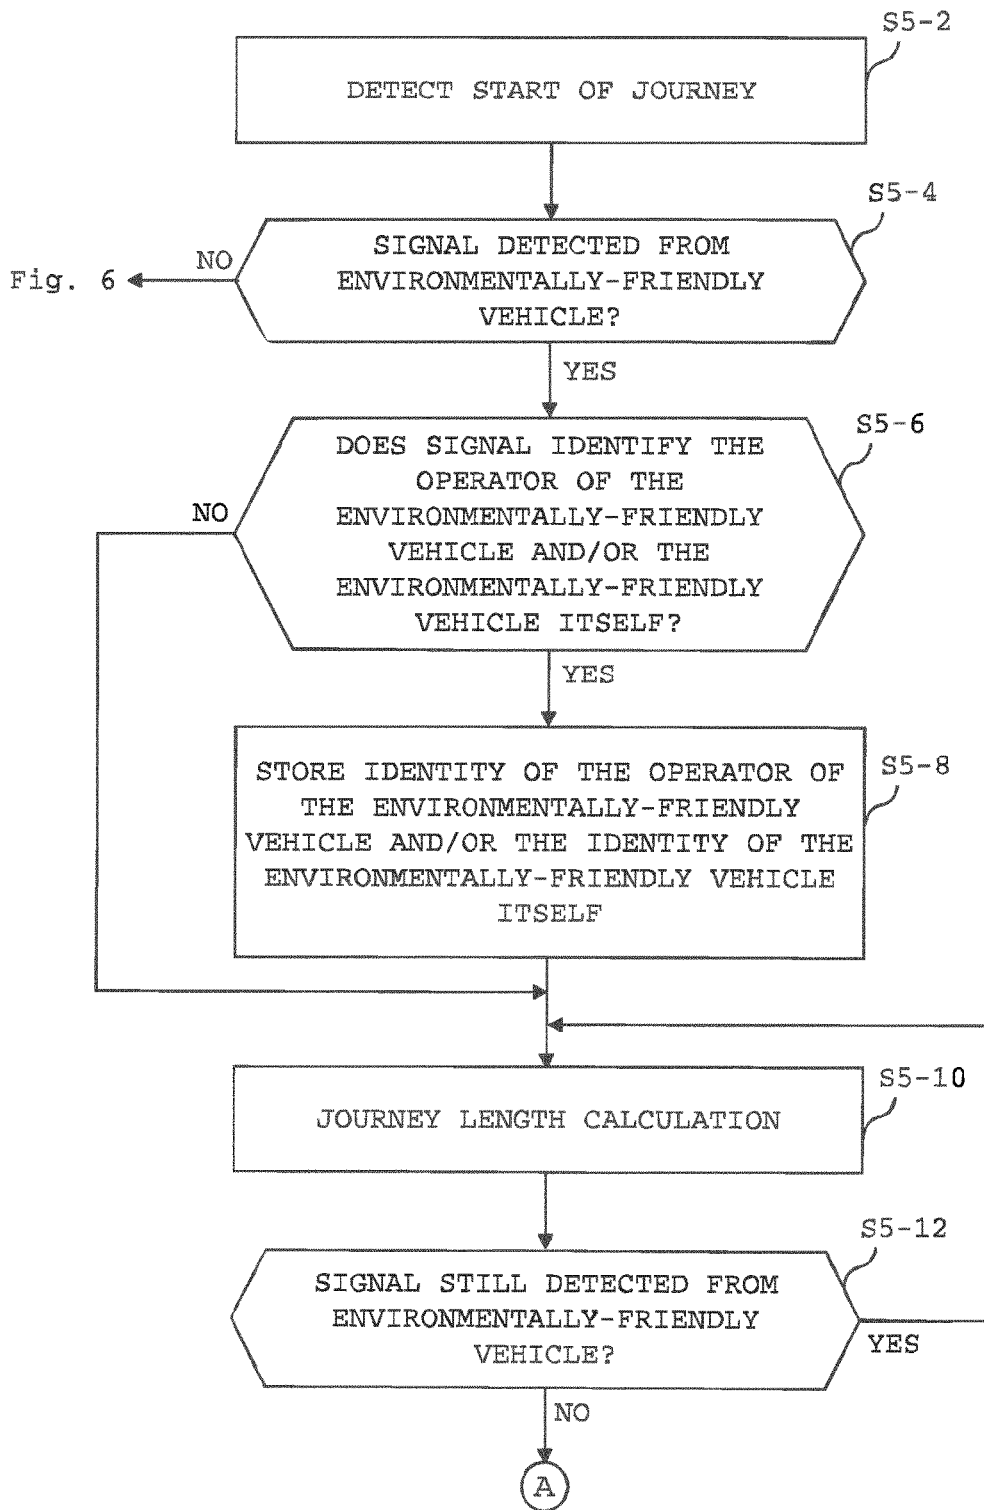 S5-2
DETECT START OF JOURNEY
S5-4
SIGNAL DETECTED FROM
ENVIRONMENTALLY-FRIENDLY
VEHICLE?
NO
Fig. 6
YES
S5-6
DOES SIGNAL IDENTIFY THE
OPERATOR OF THE
ENVIRONMENTALLY-FRIENDLY
VEHICLE AND/OR THE
ENVIRONMENTALLY-FRIENDLY
VEHICLE ITSELF?
NO
YES
S5-8
STORE IDENTITY OF THE OPERATOR OF
THE ENVIRONMENTALLY-FRIENDLY
VEHICLE AND/OR THE IDENTITY OF THE
ENVIRONMENTALLY-FRIENDLY VEHICLE
ITSELF
S5-10
JOURNEY LENGTH CALCULATION
S5-12
SIGNAL STILL DETECTED FROM
ENVIRONMENTALLY-FRIENDLY
VEHICLE?
YES
NO
A